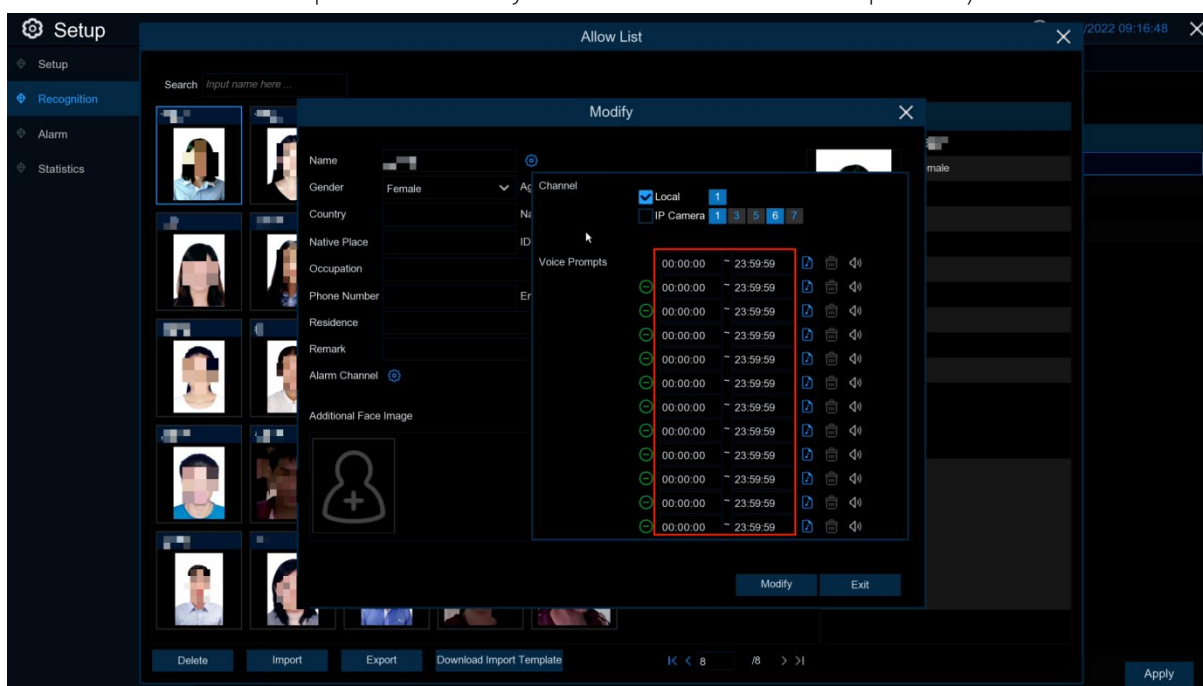 Setup
Allow List
/2022 09:16:48
Setup
Recognition
Alarm
Statistics
Search Input name here ...
Modify
Name
Gender Female
Country
Native Place ID
Occupation
Phone Number
Residence
Remark
Alarm Channel
Additional Face Image
male
Channel
Local 1
IP Camera 1 3 5 6 7
Voice Prompts 00:00:00 ~ 23:59:59
00:00:00 ~ 23:59:59
00:00:00 ~ 23:59:59
00:00:00 ~ 23:59:59
00:00:00 ~ 23:59:59
00:00:00 ~ 23:59:59
00:00:00 ~ 23:59:59
00:00:00 ~ 23:59:59
00:00:00 ~ 23:59:59
00:00:00 ~ 23:59:59
00:00:00 ~ 23:59:59
00:00:00 ~ 23:59:59
Modify Exit
Delete Import Export Download Import Template 8 /8
Apply